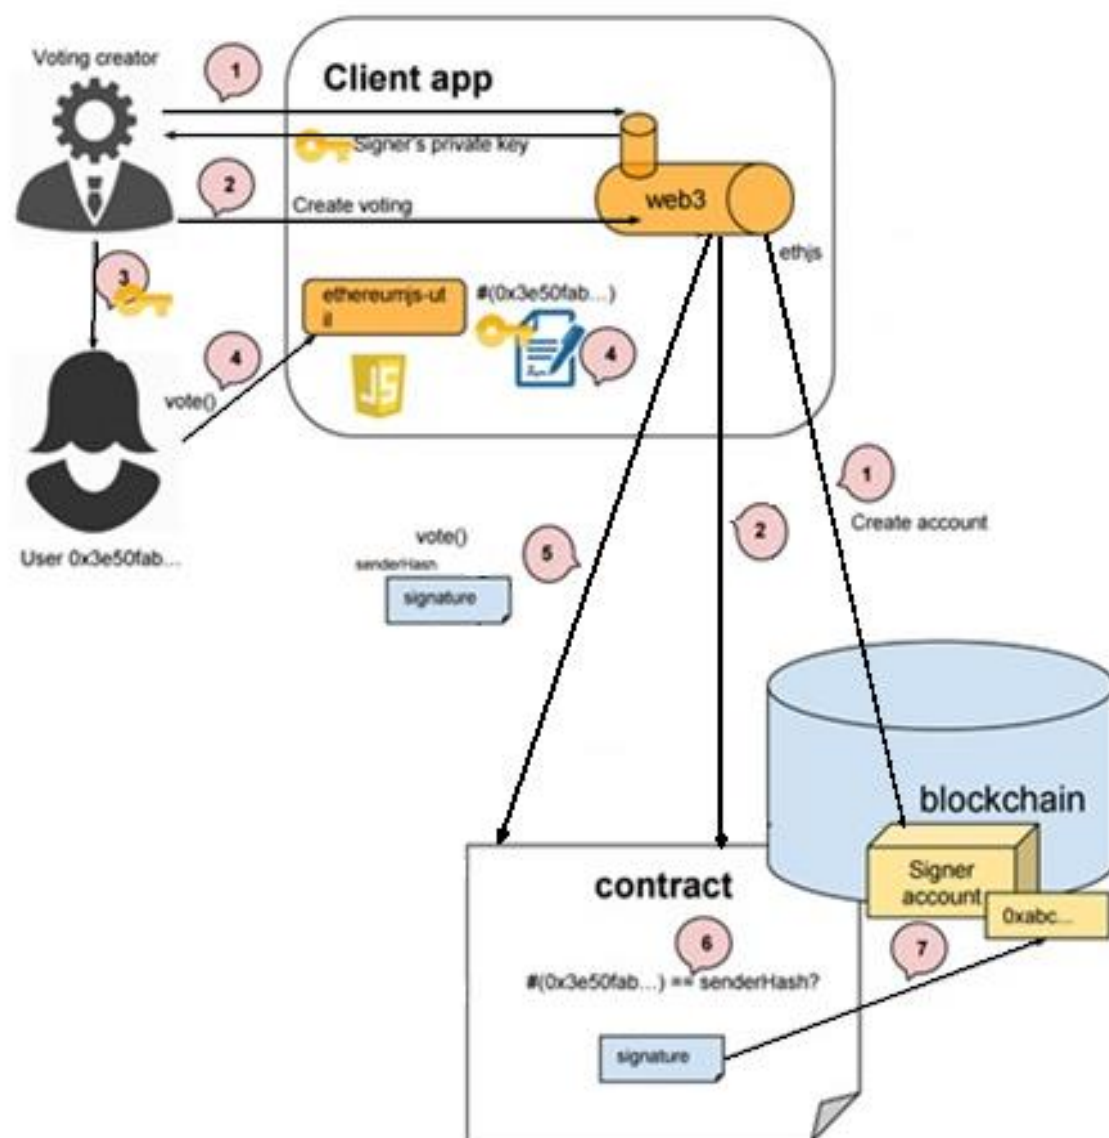 Voting creator
1
Client app
Signer's private key
2
Create voting
web3
ethjs
3
ethereumjs-ut
il
#(0x3e50fab...)
JS
4
4
vote()
User 0x3e50fab...
1
Create account
2
vote()
5
senderHash
signature
blockchain
Signer
account
0xabc...
contract
6
7
#(0x3e50fab...) == senderHash?
signature